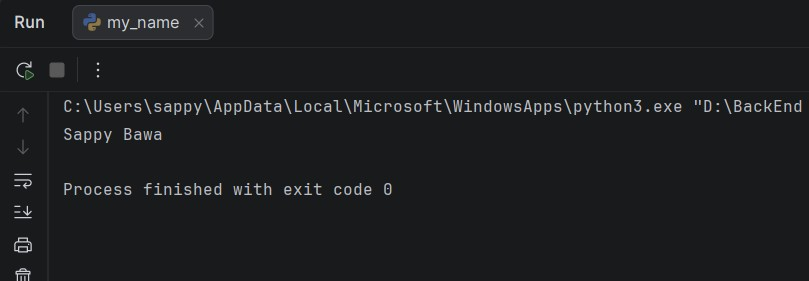 Run my_name
C:\Users\sappy\AppData\Local\Microsoft\WindowsApps\python3.exe "D:\BackEnd
Sappy Bawa
Process finished with exit code 0